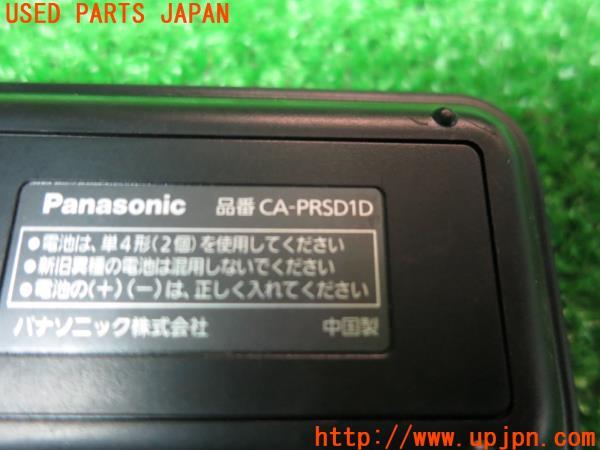 USED PARTS JAPAN
Panasonic 品番 CA-PRSD1D
●電池は、単4形(2個)を使用してください
●新旧異種の電池は混用しないでください
●電池の(+)(-)は、正しく入れてください
パナソニック株式会社 中国製
http://www.upjpn.com/